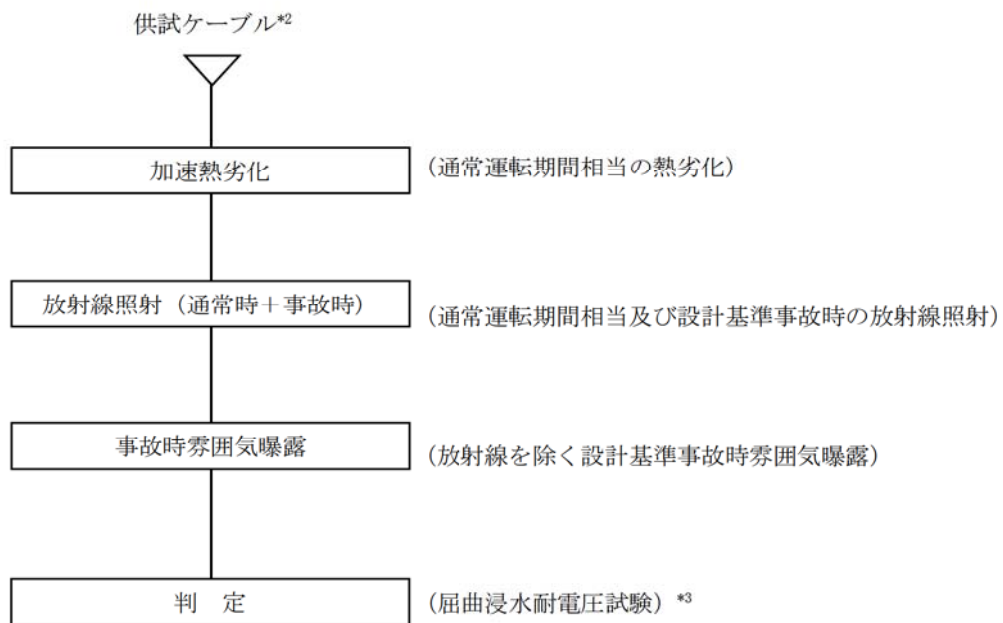 供試ケーブル*2
加速熱劣化
(通常運転期間相当の熱劣化)
放射線照射(通常時+事故時)
(通常運転期間相当及び設計基準事故時の放射線照射)
事故時雰囲気曝露
(放射線を除く設計基準事故時雰囲気曝露)
判 定
(屈曲浸水耐電圧試験)*3